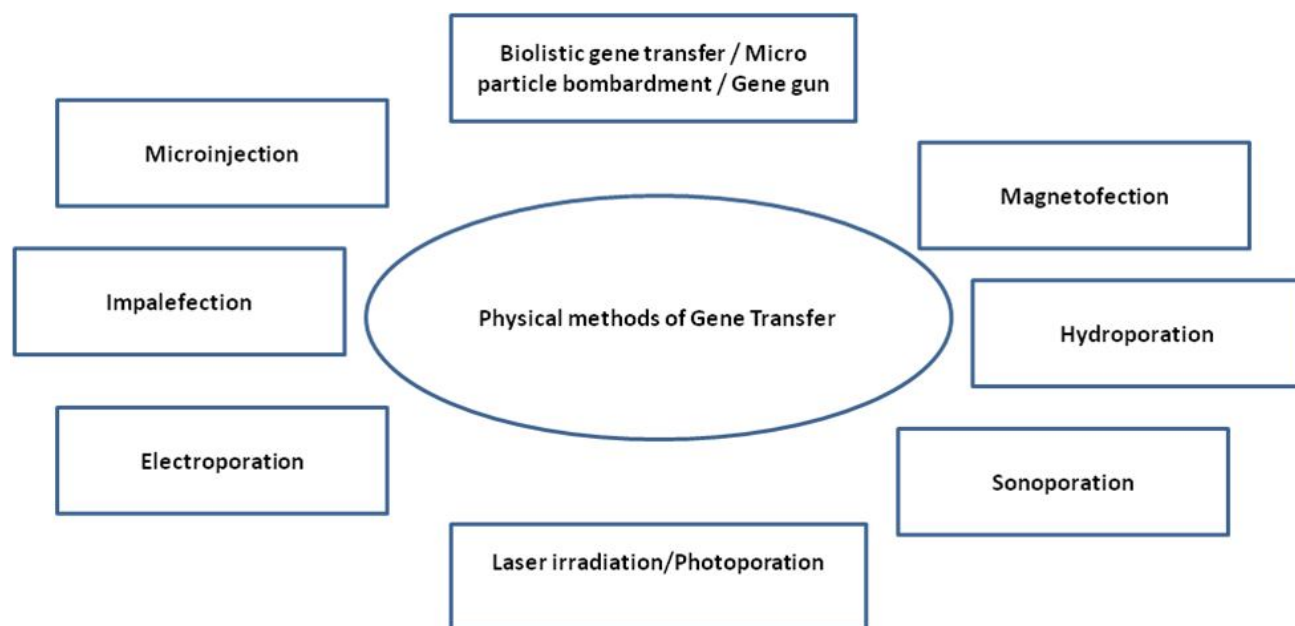 Biolistic gene transfer / Micro
particle bombardment / Gene gun
Microinjection
Magnetofection
Impalefection
Physical methods of Gene Transfer
Hydroporation
Electroporation
Sonoporation
Laser irradiation/Photoporation